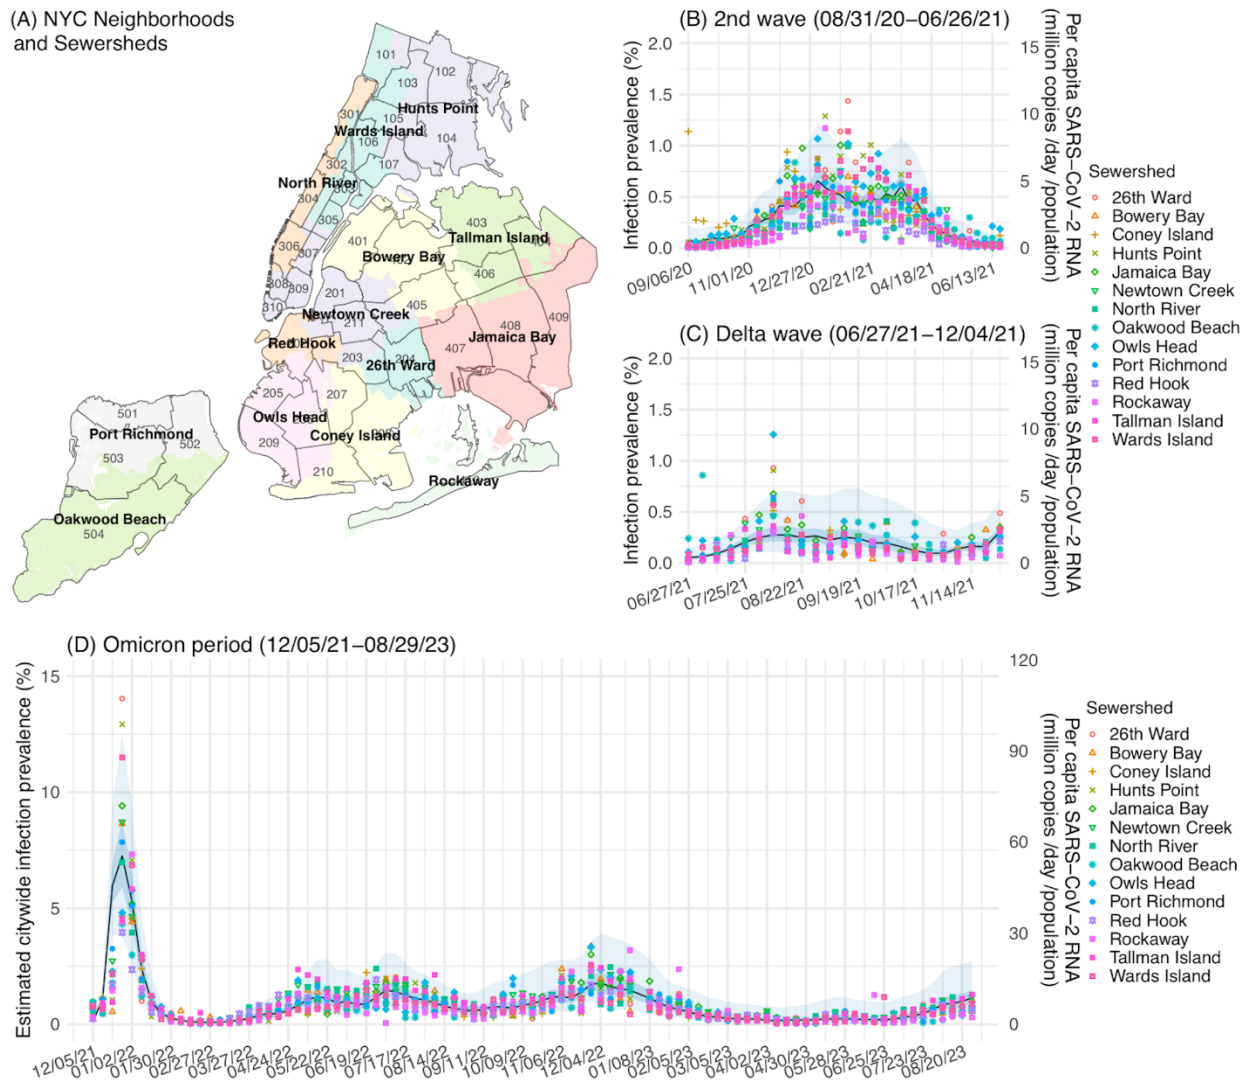 (A) NYC Neighborhoods
and Sewersheds
101
102
103
Hunts Point
301
105
Wards Island
106
104
302
107
North River
303
304
305
306
307
308
309
310
403
Tallman Island
401
Bowery Bay
406
201
405
Newtown Creek
211
409
408
Jamaica Bay
407
Red Hook
203
204
26th Ward
205
207
Owls Head
Coney Island
209
210
Rockaway
501
Port Richmond
502
503
Oakwood Beach
504
(B) 2nd wave (08/31/20–06/26/21)
Infection prevalence (%)
2.0
1.5
1.0
0.5
0.0
15
10
5
0
Per capita SARS–CoV–2 RNA
(million copies /day /population)
09/06/20
11/01/20
12/27/20
02/21/21
04/18/21
06/13/21
(C) Delta wave (06/27/21–12/04/21)
Infection prevalence (%)
2.0
1.5
1.0
0.5
0.0
15
10
5
0
Per capita SARS–CoV–2 RNA
(million copies /day /population)
06/27/21
07/25/21
08/22/21
09/19/21
10/17/21
11/14/21
Sewershed
26th Ward
Bowery Bay
Coney Island
Hunts Point
Jamaica Bay
Newtown Creek
North River
Oakwood Beach
Owls Head
Port Richmond
Red Hook
Rockaway
Tallman Island
Wards Island
(D) Omicron period (12/05/21–08/29/23)
Estimated citywide infection prevalence (%)
15
10
5
0
120
90
60
30
0
Per capita SARS–CoV–2 RNA
(million copies /day /population)
12/05/21
01/02/22
01/30/22
02/27/22
03/27/22
04/24/22
05/22/22
06/19/22
07/17/22
08/14/22
09/1/22
10/09/22
11/06/22
12/04/22
01/08/23
02/05/23
03/05/23
04/02/23
04/30/23
05/28/23
06/25/23
07/23/23
08/20/23
Sewershed
26th Ward
Bowery Bay
Coney Island
Hunts Point
Jamaica Bay
Newtown Creek
North River
Oakwood Beach
Owls Head
Port Richmond
Red Hook
Rockaway
Tallman Island
Wards Island